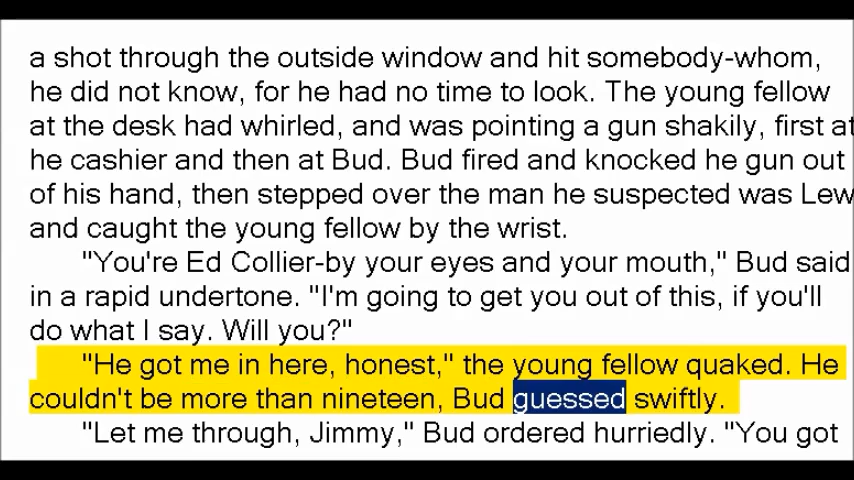 a shot through the outside window and hit somebody-whom,
he did not know, for he had no time to look. The young fellow
at the desk had whirled, and was pointing a gun shakily, first at
he cashier and then at Bud. Bud fired and knocked he gun out
of his hand, then stepped over the man he suspected was Lew
and caught the young fellow by the wrist.
"You're Ed Collier-by your eyes and your mouth," Bud said
in a rapid undertone. "I'm going to get you out of this, if you'll
do what I say. Will you?"
"He got me in here, honest," the young fellow quaked. He
couldn't be more than nineteen, Bud guessed swiftly.
"Let me through, Jimmy," Bud ordered hurriedly. "You got